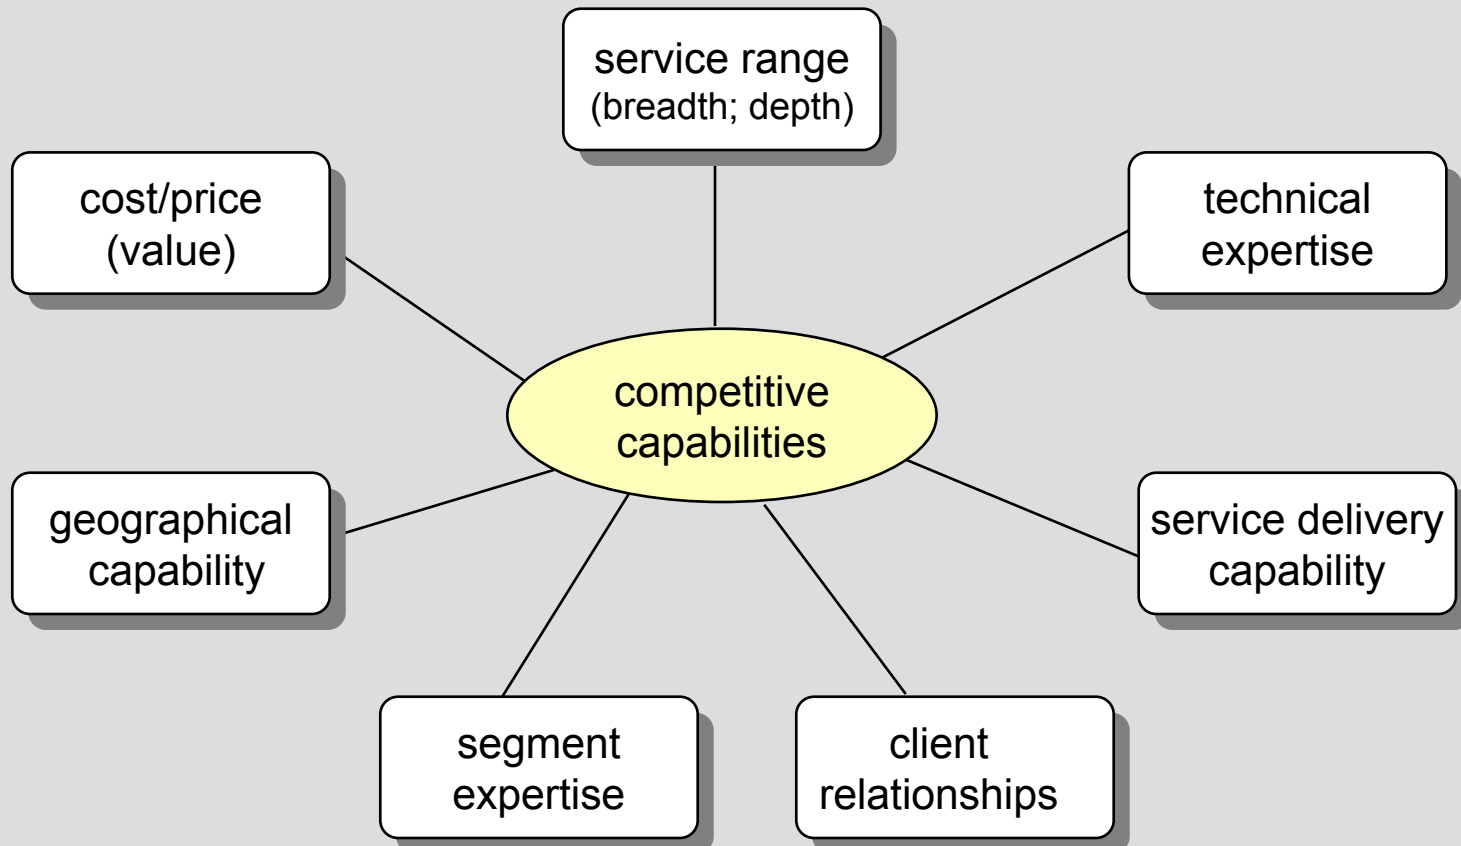 service range
(breadth; depth)
cost/price
(value)
technical
expertise
competitive
capabilities
geographical
capability
service delivery
capability
segment
expertise
client
relationships